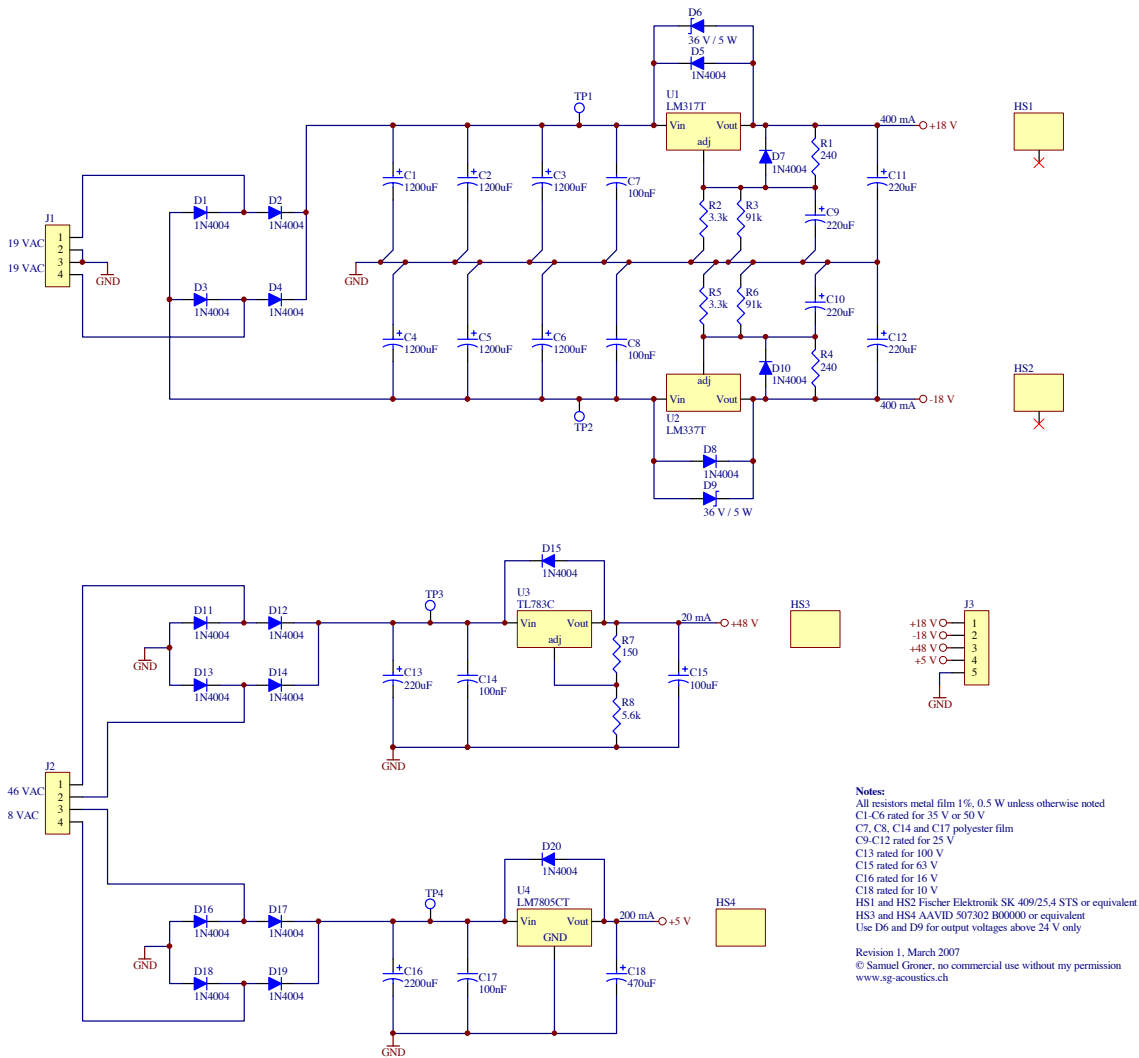 D6
36 V / 5 W
D5
1N4004
TP1
U1
LM317T
Vin
Vout
adj
400 mA
+18 V
HS1
D7
1N4004
R1
240
C1
1200uF
C2
1200uF
C3
1200uF
C7
100nF
C11
220uF
J1
1
2
3
4
19 VAC
19 VAC
GND
D1
1N4004
D2
1N4004
R2
3.3k
R3
91k
C9
220uF
GND
D3
1N4004
D4
1N4004
R5
3.3k
R6
91k
C10
220uF
C4
1200uF
C5
1200uF
C6
1200uF
C8
100nF
C12
220uF
D10
1N4004
R4
240
adj
Vin
Vout
U2
LM337T
TP2
400 mA
-18 V
HS2
D8
1N4004
D9
36 V / 5 W
D15
1N4004
U3
TL783C
Vin
Vout
adj
TP3
20 mA
+48 V
HS3
D11
1N4004
D12
1N4004
GND
D13
1N4004
D14
1N4004
C13
220uF
C14
100nF
R7
150
R8
5.6k
C15
100uF
GND
J3
+18 V
1
-18 V
2
+48 V
3
+5 V
4
5
GND
J2
46 VAC
8 VAC
1
2
3
4
D20
1N4004
U4
LM7805CT
Vin
Vout
GND
TP4
200 mA
+5 V
HS4
D16
1N4004
D17
1N4004
GND
D18
1N4004
D19
1N4004
C16
2200uF
C17
100nF
C18
470uF
GND
Notes:
All resistors metal film 1%, 0.5 W unless otherwise noted
C1-C6 rated for 35 V or 50 V
C7, C8, C14 and C17 polyester film
C9-C12 rated for 25 V
C13 rated for 100 V
C15 rated for 63 V
C16 rated for 16 V
C18 rated for 10 V
HS1 and HS2 Fischer Elektronik SK 409/25,4 STS or equivalent
HS3 and HS4 AAVID 507302 B00000 or equivalent
Use D6 and D9 for output voltages above 24 V only
Revision 1, March 2007
© Samuel Groner, no commercial use without my permission
www.sg-acoustics.ch